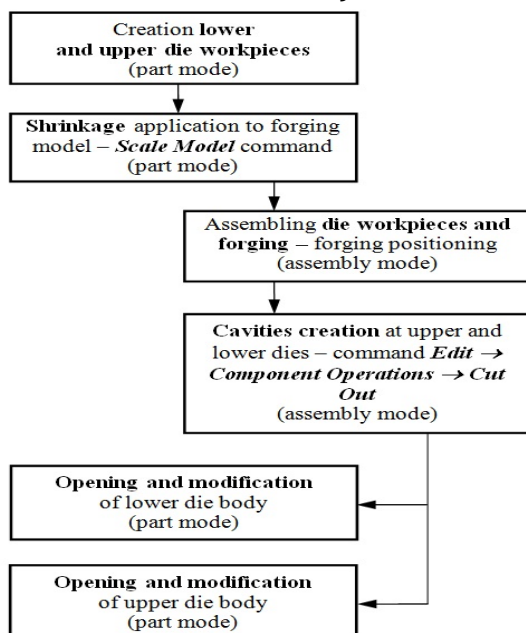 Creation lower
and upper die workpieces
(part mode)
Shrinkage application to forging
model – Scale Model command
(part mode)
Assembling die workpieces and
forging – forging positioning
(assembly mode)
Cavities creation at upper and
lower dies – command Edit →
Component Operations → Cut
Out
(assembly mode)
Opening and modification
of lower die body
(part mode)
Opening and modification
of upper die body
(part mode)